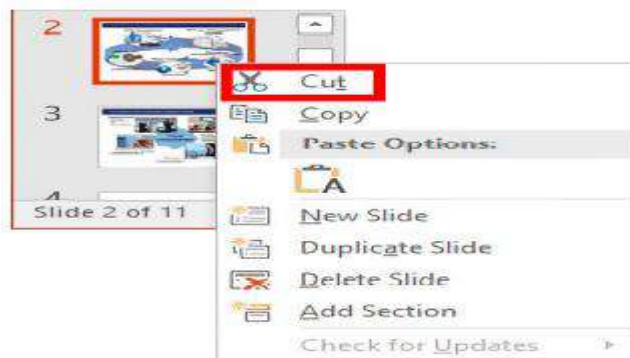 2
3
4
Slide 2 of 11
Cut
Copy
Paste Options:
A
New Slide
Duplicate Slide
Delete Slide
Add Section
Check for Updates